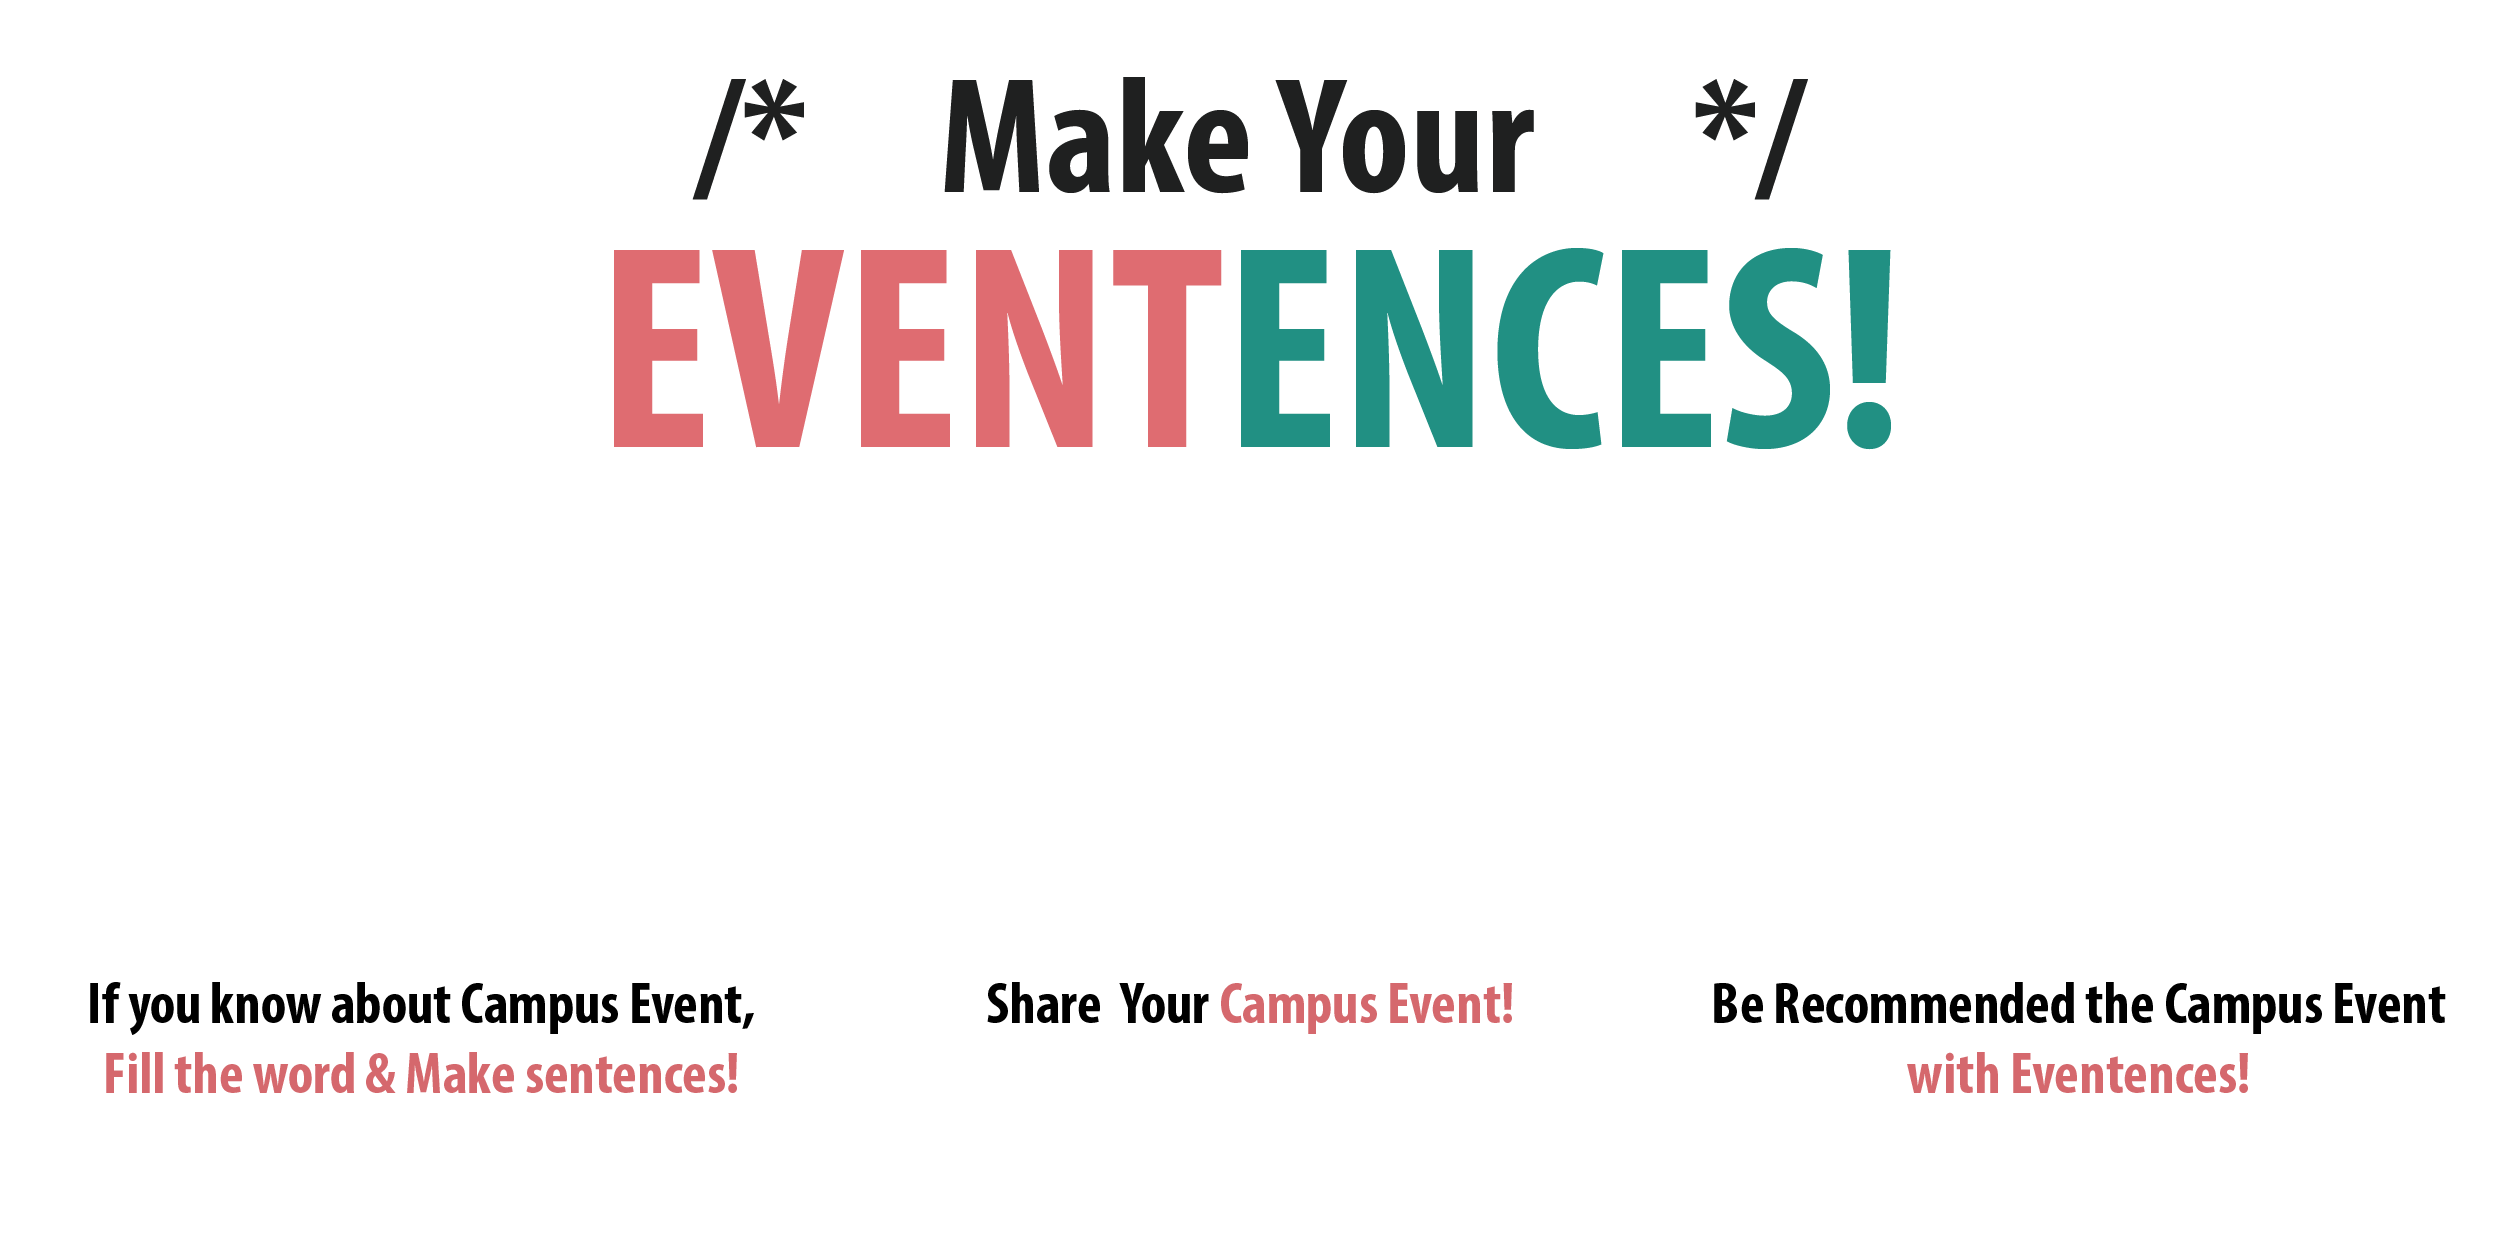 /* Make Your */
EVENTENCES!
If you know about Campus Event,
Fill the word & Make sentences!
Share Your Campus Event!
Be Recommended the Campus Event
with Eventences!